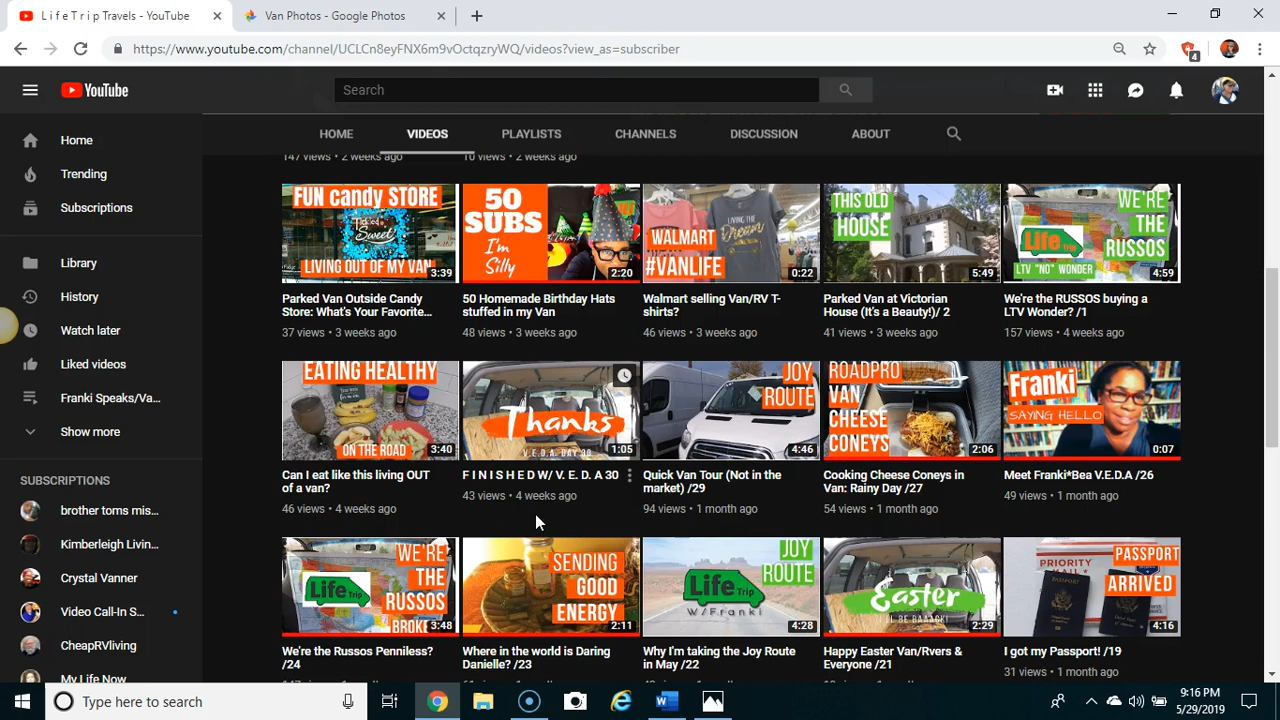 L i f e T r i p Travels - YouTube
Van Photos - Google Photos
https://www.youtube.com/channel/UCLCn8eyFNX6m9vOctqzryWQ/videos?view_as=subscriber
4
YouTube
Search
HOME VIDEOS PLAYLISTS CHANNELS DISCUSSION ABOUT
Home
Trending
Subscriptions
Library
History
Watch later
Liked videos
Franki Speaks/Va...
Show more
SUBSCRIPTIONS
brother toms mis...
Kimberleigh Livin...
Crystal Vanner
Video Call-In S...
CheapRVliving
My Life Now
147 views • 2 weeks ago
10 views • 3 weeks ago
FUN candy STORE
Sweet
LIVING OUT OF MY VAN
3:39
Parked Van Outside Candy
Store: What's Your Favorite...
37 views • 3 weeks ago
50
SUBS
I'm
Silly
2:20
50 Homemade Birthday Hats
stuffed in my Van
48 views • 3 weeks ago
LIVING THE
Dream
WALMART
#VANLIFE
0:22
Walmart selling Van/RV T-
shirts?
46 views • 3 weeks ago
THIS OLD
HOUSE
5:49
Parked Van at Victorian
House (It's a Beauty!)/ 2
41 views • 3 weeks ago
WE'RE
THE
RUSSOS
Life
Trip
LTV "NO" WONDER
4:59
We're the RUSSOS buying a
LTV Wonder? /1
157 views • 4 weeks ago
EATING HEALTHY
ON THE ROAD
3:40
Can I eat like this living OUT
of a van?
46 views • 4 weeks ago
Thanks
V.E.D.A. DAY 30
1:05
F I N I S H E D W/ V. E. D. A 30
43 views • 4 weeks ago
JOY
ROUTE
4:46
Quick Van Tour (Not in the
market) /29
94 views • 1 month ago
ROADPRO
VAN
CHEESE
CONEYS
2:06
Cooking Cheese Coneys in
Van: Rainy Day /27
54 views • 1 month ago
Franki
SAYING HELLO
0:07
Meet Franki*Bea V.E.D.A /26
49 views • 1 month ago
WE'RE
THE
RUSSOS
BROKE
Life
Trip
3:48
We're the Russos Penniless?
/24
SENDING
GOOD
ENERGY
2:11
Where in the world is Daring
Danielle? /23
JOY
ROUTE
Life
Trip
W/Franki
4:28
Why I'm taking the Joy Route
in May /22
Easter
I'LL BE BAAACK!
2:29
Happy Easter Van/Rvers &
Everyone /21
PRIORITY
MAIL
PASSPORT
ARRIVED
4:16
I got my Passport! /19
31 views • 1 month ago
Type here to search
9:16 PM
5/29/2019